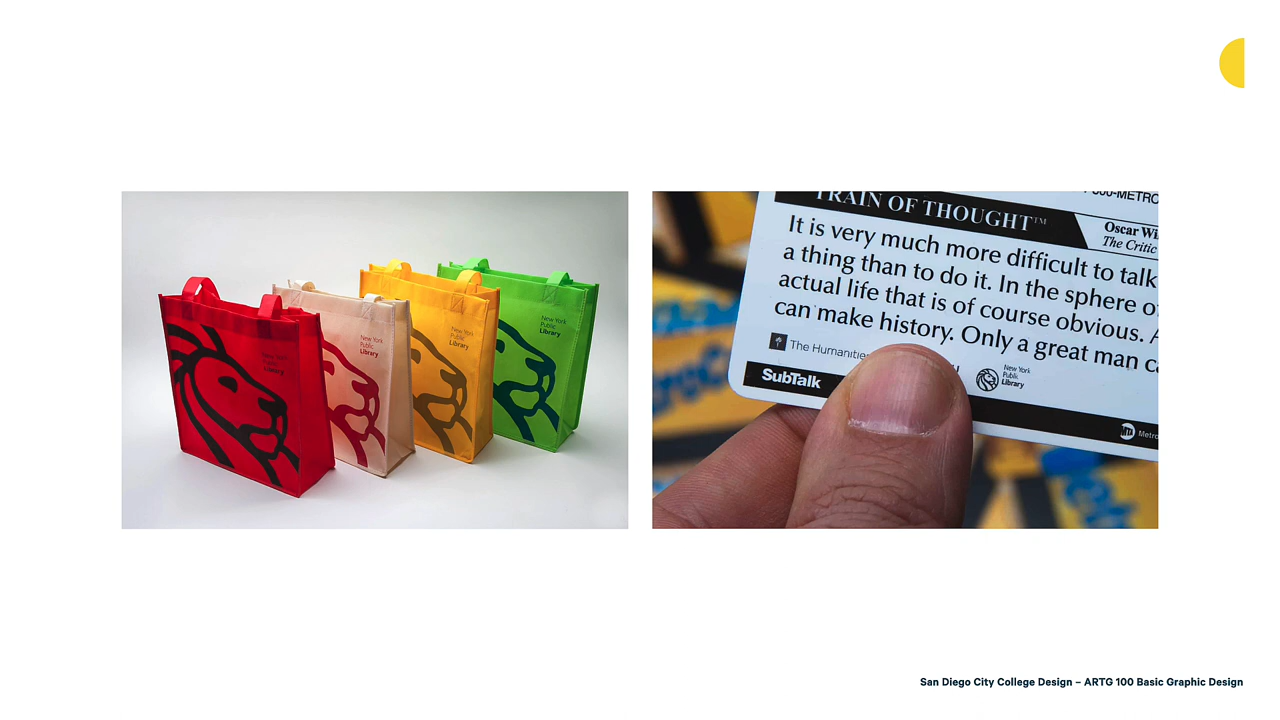 New York
Public
Library
New York
Public
Library
New York
Public
Library
New York
Public
Library
TRAIN OF THOUGHT™
Oscar Wi
The Critic
It is very much more difficult to talk
a thing than to do it. In the sphere o
actual life that is of course obvious. A
can make history. Only a great man ca
The Humanities
New York
Public
Library
SubTalk
MTA Metro
San Diego City College Design – ARTG 100 Basic Graphic Design